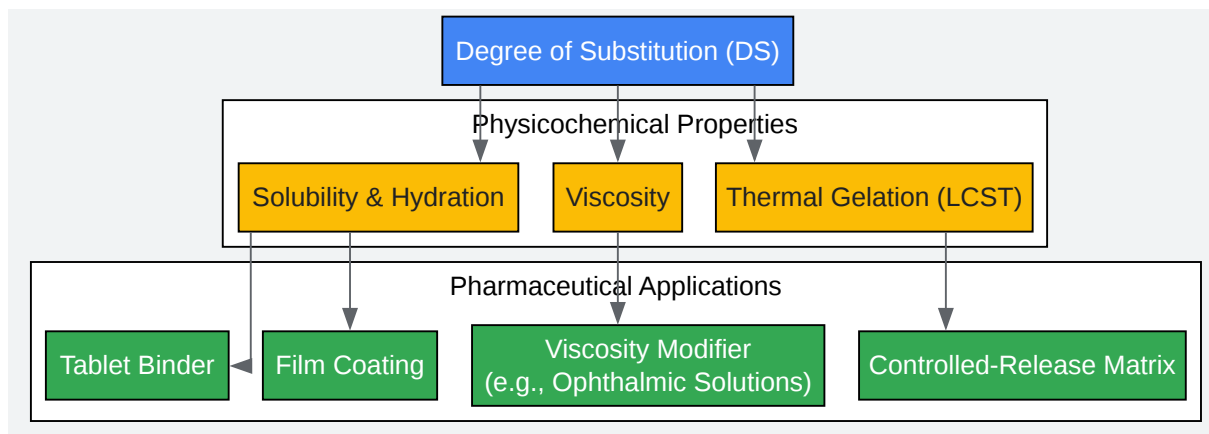 Degree of Substitution (DS)
Physicochemical Properties
Solubility & Hydration
Viscosity
Thermal Gelation (LCST)
Pharmaceutical Applications
Tablet Binder
Film Coating
Viscosity Modifier
(e.g., Ophthalmic Solutions)
Controlled-Release Matrix